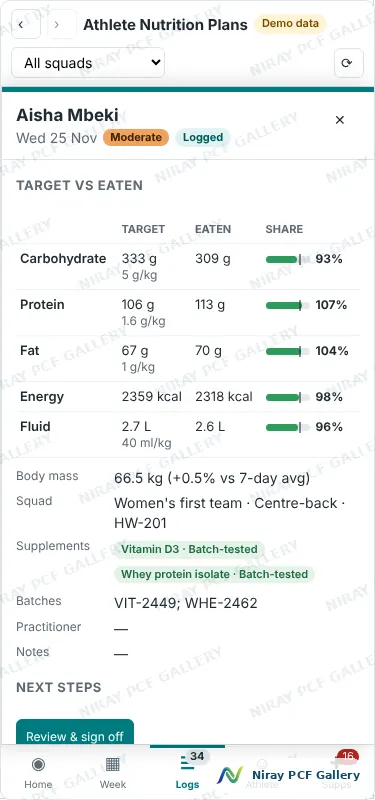 Athlete Nutrition Plans Demo data
All squads
Aisha Mbeki
Wed 25 Nov Moderate Logged
TARGET VS EATEN
TARGET EATEN SHARE
Carbohydrate 333 g 309 g 93%
5 g/kg
Protein 106 g 113 g 107%
1.6 g/kg
Fat 67 g 70 g 104%
1 g/kg
Energy 2359 kcal 2318 kcal 98%
Fluid 2.7 L 2.6 L 96%
40 ml/kg
Body mass 66.5 kg (+0.5% vs 7-day avg)
Squad Women's first team · Centre-back ·
HW-201
Supplements Vitamin D3 · Batch-tested
Whey protein isolate · Batch-tested
Batches VIT-2449; WHE-2462
Practitioner —
Notes —
NEXT STEPS
Review & sign off
34 16
Home Week Logs Athlete Supps
Niray PCF Gallery
NIRAY PCF GALLERY